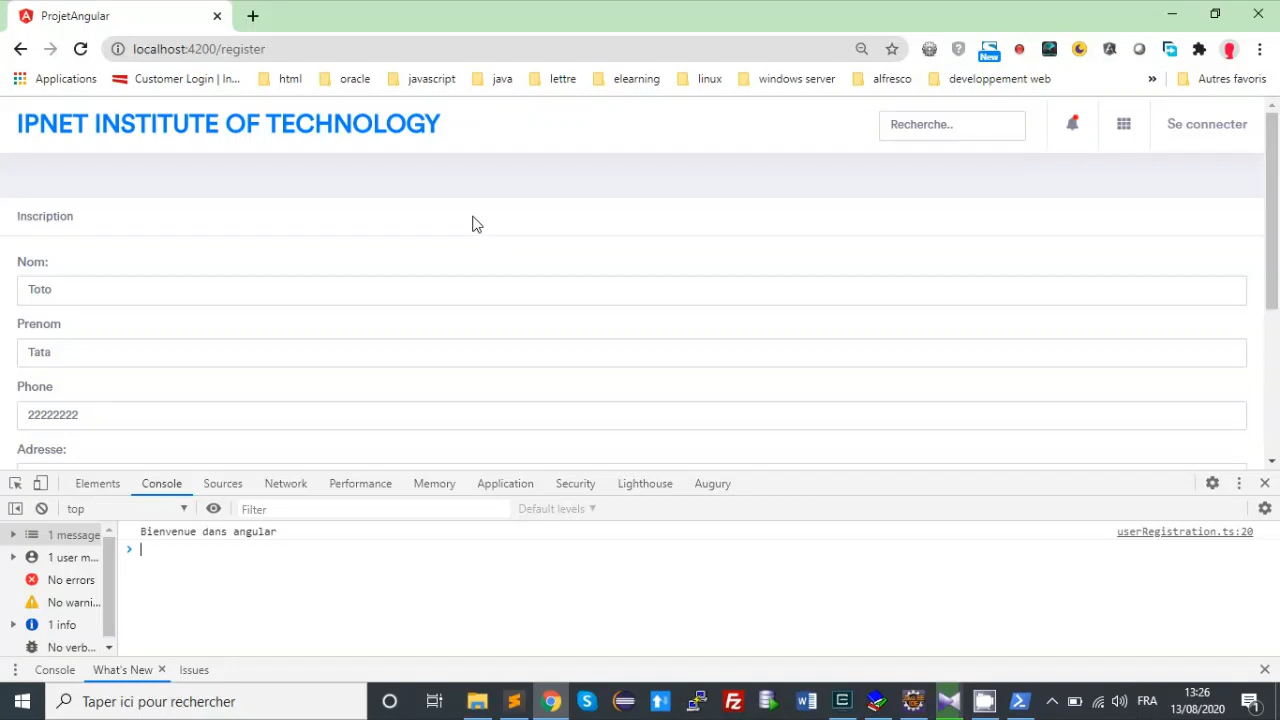 ProjetAngular
localhost:4200/register
New
Applications Customer Login | In... html oracle javascript java lettre elearning linux windows server alfresco developpement web » Autres favoris
IPNET INSTITUTE OF TECHNOLOGY
Recherche..
Se connecter
Inscription
Nom:
Toto
Prenom
Tata
Phone
22222222
Adresse:
Elements Console Sources Network Performance Memory Application Security Lighthouse Augury
top Filter Default levels
1 message
Bienvenue dans angular userRegistration.ts:20
1 user m...
No errors
No warni...
1 info
No verb...
Console What's New Issues
Taper ici pour rechercher
FRA
13:26
13/08/2020
1